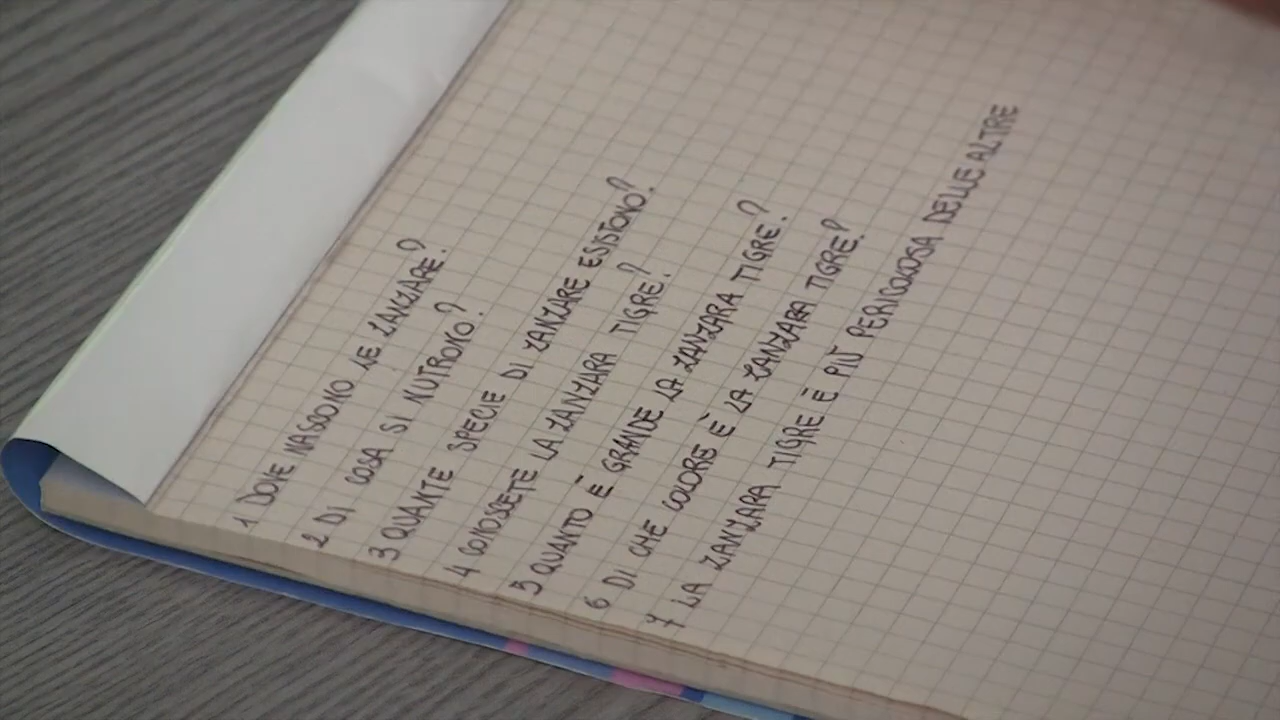 1 DOVE NASCONO LE ZANZARE?
2 DI COSA SI NUTRONO?
3 QUANTE SPECIE DI ZANZARE ESISTONO?
4 CONOSCETE LA ZANZARA TIGRE?
5 QUANTO È GRANDE LA ZANZARA TIGRE?
6 DI CHE COLORE È LA ZANZARA TIGRE?
7 LA ZANZARA TIGRE È PIÙ PERICOLOSA DELLE ALTRE